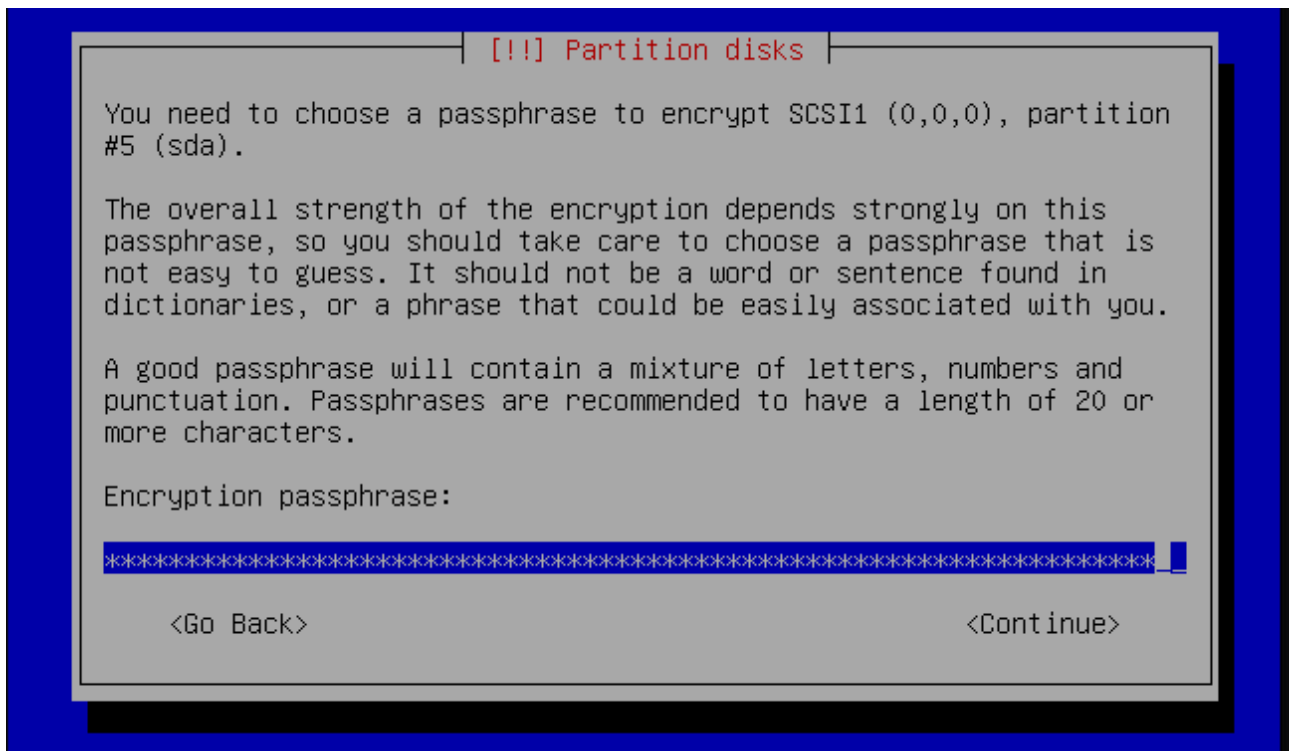 [!!] Partition disks
You need to choose a passphrase to encrypt SCSI1 (0,0,0), partition
#5 (sda).
The overall strength of the encryption depends strongly on this
passphrase, so you should take care to choose a passphrase that is
not easy to guess. It should not be a word or sentence found in
dictionaries, or a phrase that could be easily associated with you.
A good passphrase will contain a mixture of letters, numbers and
punctuation. Passphrases are recommended to have a length of 20 or
more characters.
Encryption passphrase:
******************************************************************_
<Go Back> <Continue>